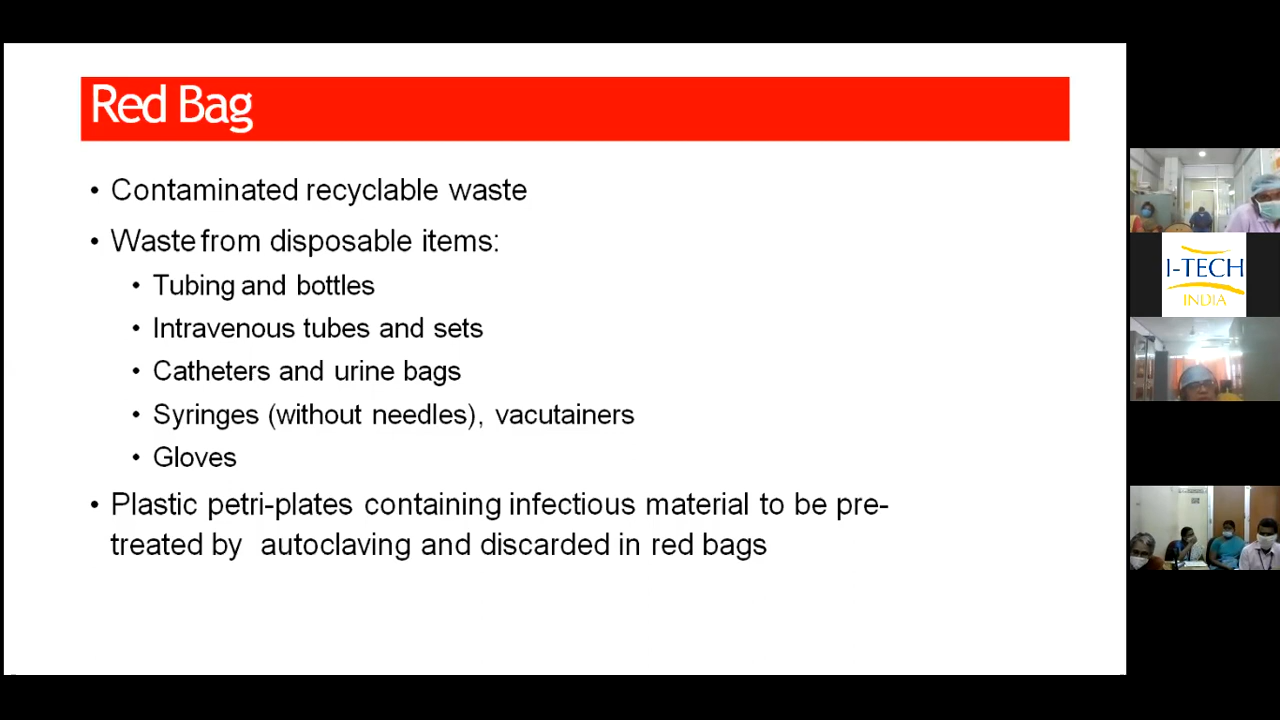 Red Bag
• Contaminated recyclable waste
• Waste from disposable items:
• Tubing and bottles
• Intravenous tubes and sets
• Catheters and urine bags
• Syringes (without needles), vacutainers
• Gloves
• Plastic petri-plates containing infectious material to be pre-
treated by autoclaving and discarded in red bags
I-TECH
INDIA